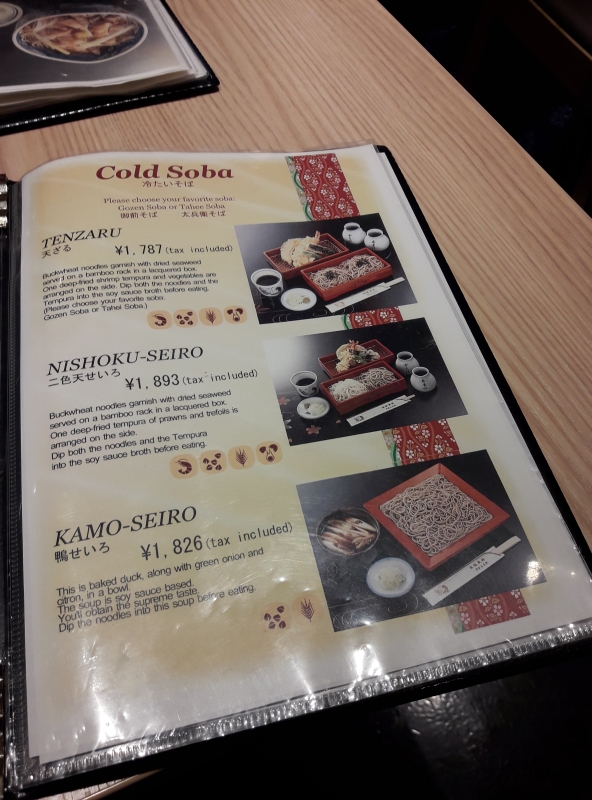 Cold Soba
冷たいそば
Please choose your favorite soba:
Gozen Soba or Tahee Soba
御前そば 太兵衛そば
TENZARU
天ざる ¥1,787(tax included)
Buckwheat noodles garnish with dried seaweed
served on a bamboo rack in a lacquered box.
One deep-fried shrimp tempura and vegetables are
arranged on the side. Dip both the noodles and the
Tempura into the soy sauce broth before eating.
(Please choose your favorite soba:
Gozen Soba or Tahei Soba.)
NISHOKU-SEIRO
二色天せいろ ¥1,893(tax included)
Buckwheat noodles garnish with dried seaweed
served on a bamboo rack in a lacquered box.
One deep-fried tempura of prawns and trefoils is
arranged on the side.
Dip both the noodles and the Tempura
into the soy sauce broth before eating.
KAMO-SEIRO
鴨せいろ ¥1,826(tax included)
This is baked duck, along with green onion and
citron, in a bowl.
The soup is soy sauce based.
You'll obtain the supreme taste.
Dip the noodles into this soup before eating.